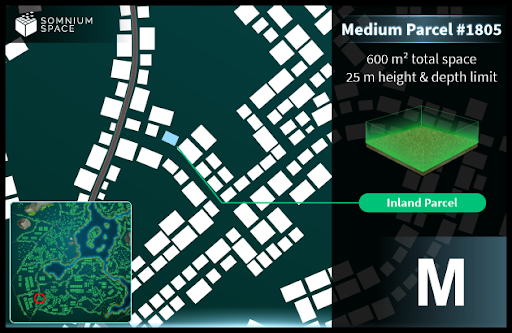 SOMNIUM
SPACE
Medium Parcel #1805
600 m² total space
25 m height & depth limit
Inland Parcel
M